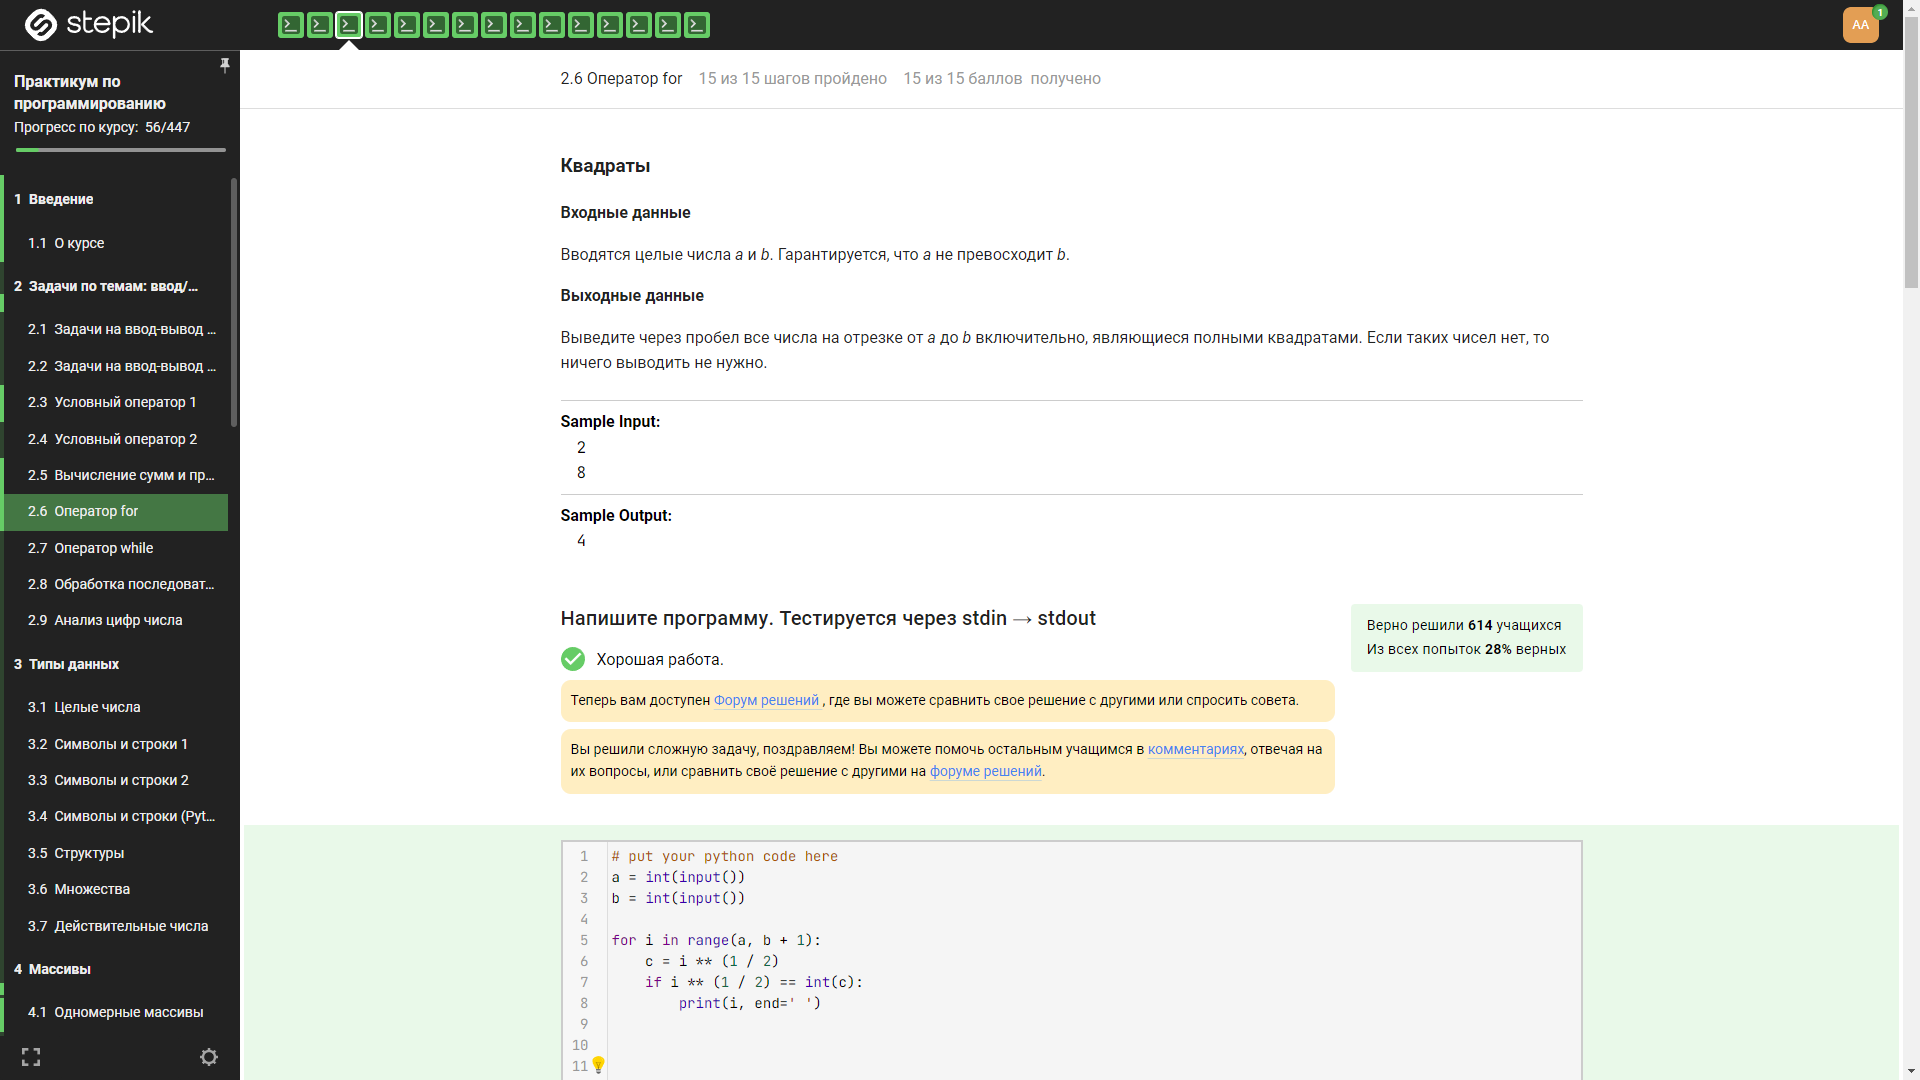 stepik
AA
1
Практикум по
программированию
Прогресс по курсу: 56/447
1 Введение
1.1 О курсе
2 Задачи по темам: ввод/...
2.1 Задачи на ввод-вывод ...
2.2 Задачи на ввод-вывод ...
2.3 Условный оператор 1
2.4 Условный оператор 2
2.5 Вычисление сумм и пр...
2.6 Оператор for
2.7 Оператор while
2.8 Обработка последоват...
2.9 Анализ цифр числа
3 Типы данных
3.1 Целые числа
3.2 Символы и строки 1
3.3 Символы и строки 2
3.4 Символы и строки (Pyt...
3.5 Структуры
3.6 Множества
3.7 Действительные числа
4 Массивы
4.1 Одномерные массивы
2.6 Оператор for 15 из 15 шагов пройдено 15 из 15 баллов получено
Квадраты
Входные данные
Вводятся целые числа a и b. Гарантируется, что a не превосходит b.
Выходные данные
Выведите через пробел все числа на отрезке от a до b включительно, являющиеся полными квадратами. Если таких чисел нет, то
ничего выводить не нужно.
Sample Input:
2
8
Sample Output:
4
Напишите программу. Тестируется через stdin → stdout
Хорошая работа.
Теперь вам доступен Форум решений , где вы можете сравнить свое решение с другими или спросить совета.
Вы решили сложную задачу, поздравляем! Вы можете помочь остальным учащимся в комментариях, отвечая на
их вопросы, или сравнить своё решение с другими на форуме решений.
Верно решили 614 учащихся
Из всех попыток 28% верных
1 # put your python code here
2 a = int(input())
3 b = int(input())
4
5 for i in range(a, b + 1):
6     c = i ** (1 / 2)
7     if i ** (1 / 2) == int(c):
8         print(i, end=' ')
9
10
11